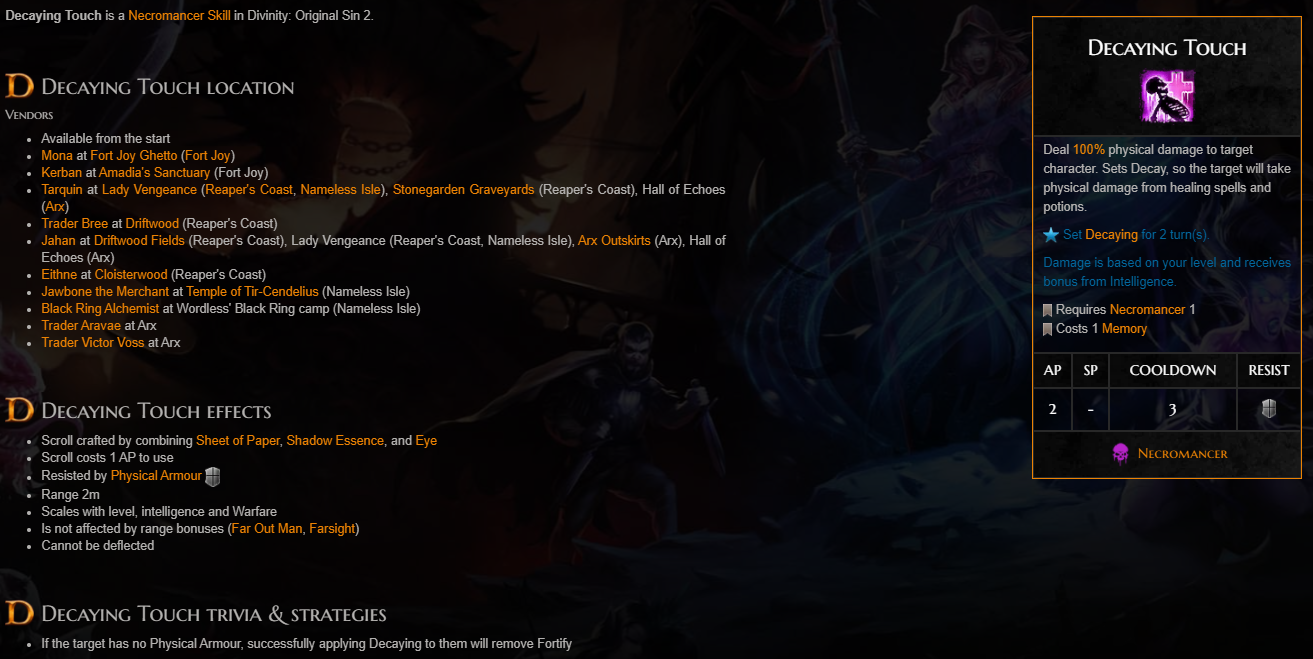 Decaying Touch is a Necromancer Skill in Divinity: Original Sin 2.
Decaying Touch location
Vendors
Available from the start
Mona at Fort Joy Ghetto (Fort Joy)
Kerban at Amadia's Sanctuary (Fort Joy)
Tarquin at Lady Vengeance (Reaper's Coast, Nameless Isle), Stonegarden Graveyards (Reaper's Coast), Hall of Echoes
(Arx)
Trader Bree at Driftwood (Reaper's Coast)
Jahan at Driftwood Fields (Reaper's Coast), Lady Vengeance (Reaper's Coast, Nameless Isle), Arx Outskirts (Arx), Hall of
Echoes (Arx)
Eithne at Cloisterwood (Reaper's Coast)
Jawbone the Merchant at Temple of Tir-Cendelius (Nameless Isle)
Black Ring Alchemist at Wordless' Black Ring camp (Nameless Isle)
Trader Aravae at Arx
Trader Victor Voss at Arx
Decaying Touch effects
Scroll crafted by combining Sheet of Paper, Shadow Essence, and Eye
Scroll costs 1 AP to use
Resisted by Physical Armour
Range 2m
Scales with level, intelligence and Warfare
Is not affected by range bonuses (Far Out Man, Farsight)
Cannot be deflected
Decaying Touch trivia & strategies
If the target has no Physical Armour, successfully applying Decaying to them will remove Fortify
Decaying Touch
Deal 100% physical damage to target
character. Sets Decay, so the target will take
physical damage from healing spells and
potions.
Set Decaying for 2 turn(s).
Damage is based on your level and receives
bonus from Intelligence.
Requires Necromancer 1
Costs 1 Memory
AP SP COOLDOWN RESIST
2 - 3
Necromancer